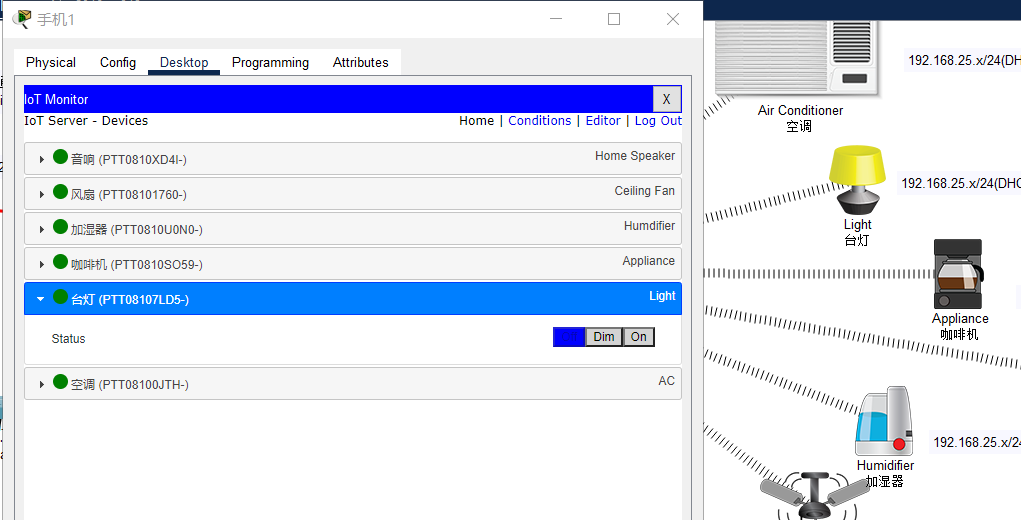 手机1
Physical Config Desktop Programming Attributes
IoT Monitor X
IoT Server - Devices Home | Conditions | Editor | Log Out
音响 (PTT0810XD4I-) Home Speaker
风扇 (PTT08101760-) Ceiling Fan
加湿器 (PTT0810U0N0-) Humdifier
咖啡机 (PTT0810SO59-) Appliance
台灯 (PTT08107LD5-) Light
Status Dim On
空调 (PTT08100JTH-) AC
192.168.25.x/24(DH
Air Conditioner
空调
192.168.25.x/24(DHC
Light
台灯
Appliance
咖啡机
192.168.25.x/24
Humidifier
加湿器